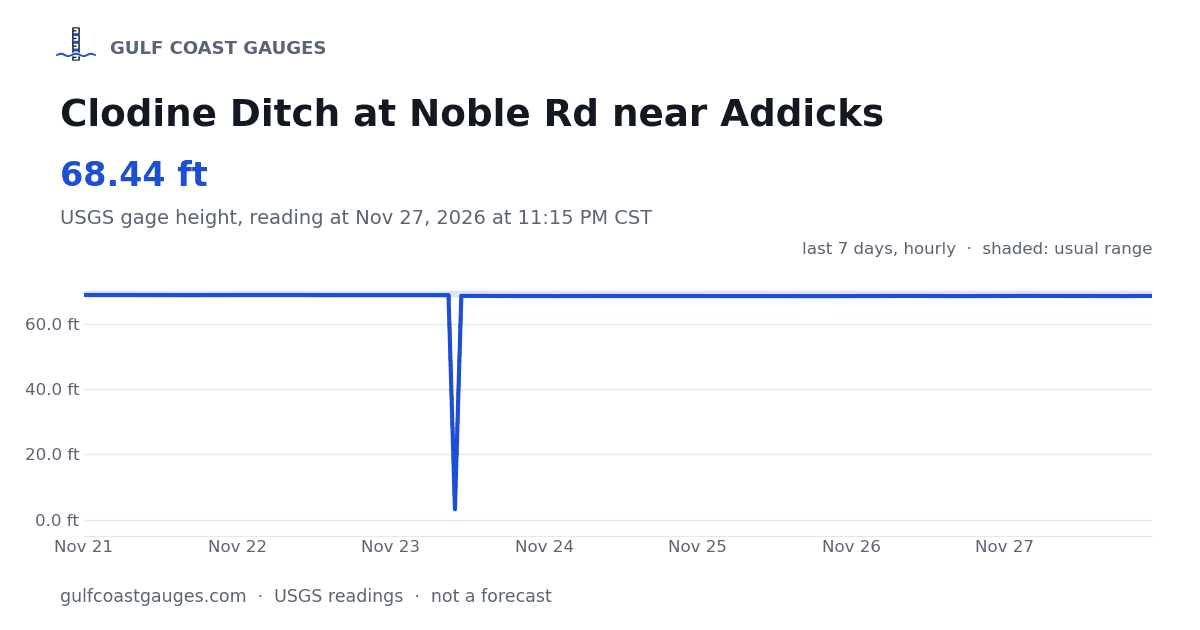 GULF COAST GAUGES
Clodine Ditch at Noble Rd near Addicks
68.44 ft
USGS gage height, reading at Nov 27, 2026 at 11:15 PM CST
last 7 days, hourly · shaded: usual range
60.0 ft
40.0 ft
20.0 ft
0.0 ft
Nov 21 Nov 22 Nov 23 Nov 24 Nov 25 Nov 26 Nov 27
gulfcoastgauges.com · USGS readings · not a forecast